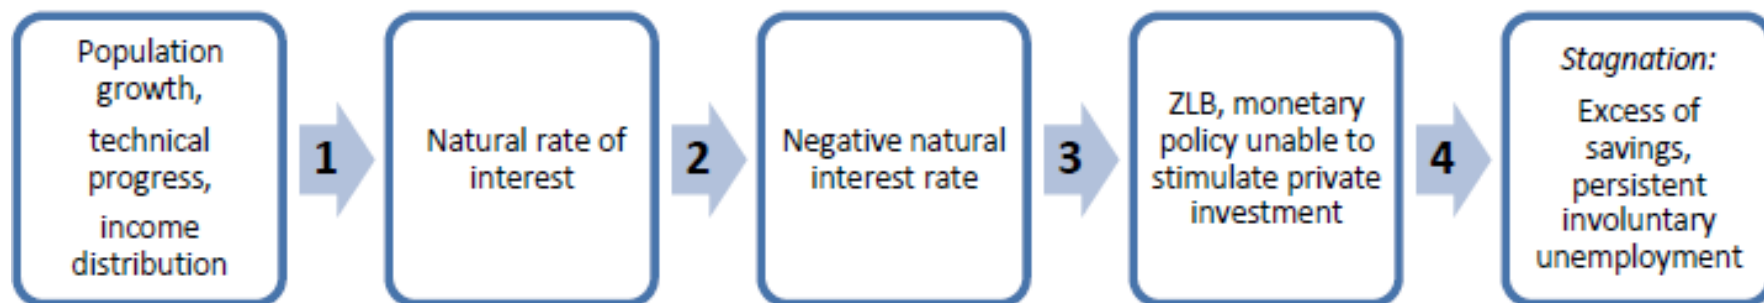 Population
growth,
technical
progress,
income
distribution
1
Natural rate of
interest
2
Negative natural
interest rate
3
ZLB, monetary
policy unable to
stimulate private
investment
4
Stagnation:
Excess of
savings,
persistent
involuntary
unemployment